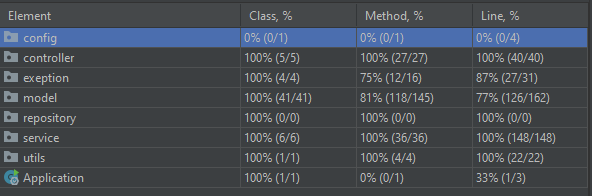 Element Class, % Method, % Line, %
config 0% (0/1) 0% (0/1) 0% (0/4)
controller 100% (5/5) 100% (27/27) 100% (40/40)
exeption 100% (4/4) 75% (12/16) 87% (27/31)
model 100% (41/41) 81% (118/145) 77% (126/162)
repository 100% (0/0) 100% (0/0) 100% (0/0)
service 100% (6/6) 100% (36/36) 100% (148/148)
utils 100% (1/1) 100% (4/4) 100% (22/22)
Application 100% (1/1) 0% (0/1) 33% (1/3)